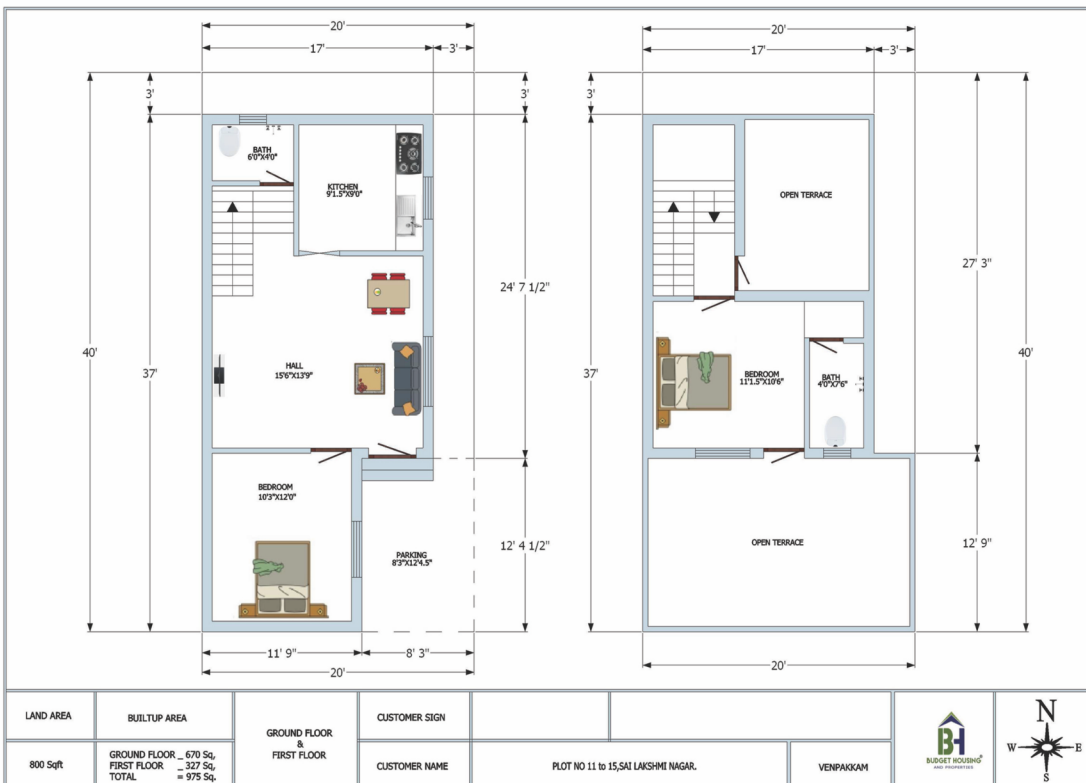 20'
17'
3'
3'
3'
40'
37'
BATH
6'0"X4'0"
KITCHEN
9'1.5"X9'0"
24' 7 1/2"
HALL
15'6"X13'9"
BEDROOM
10'3"X12'0"
PARKING
8'3"X12'4.5"
12' 4 1/2"
11' 9"
8' 3"
20'
20'
17'
3'
3'
3'
37'
40'
OPEN TERRACE
27' 3"
BEDROOM
11'1.5"X10'6"
BATH
4'0"X7'6"
OPEN TERRACE
12' 9"
20'
LAND AREA
800 Sqft
BUILTUP AREA
GROUND FLOOR _ 670 Sq,
FIRST FLOOR _ 327 Sq,
TOTAL = 975 Sq.
GROUND FLOOR
&
FIRST FLOOR
CUSTOMER SIGN
CUSTOMER NAME
PLOT NO 11 to 15,SAI LAKSHMI NAGAR.
VENPAKKAM
BH
BUDGET HOUSING
AND PROPERTIES
N
W
E
S